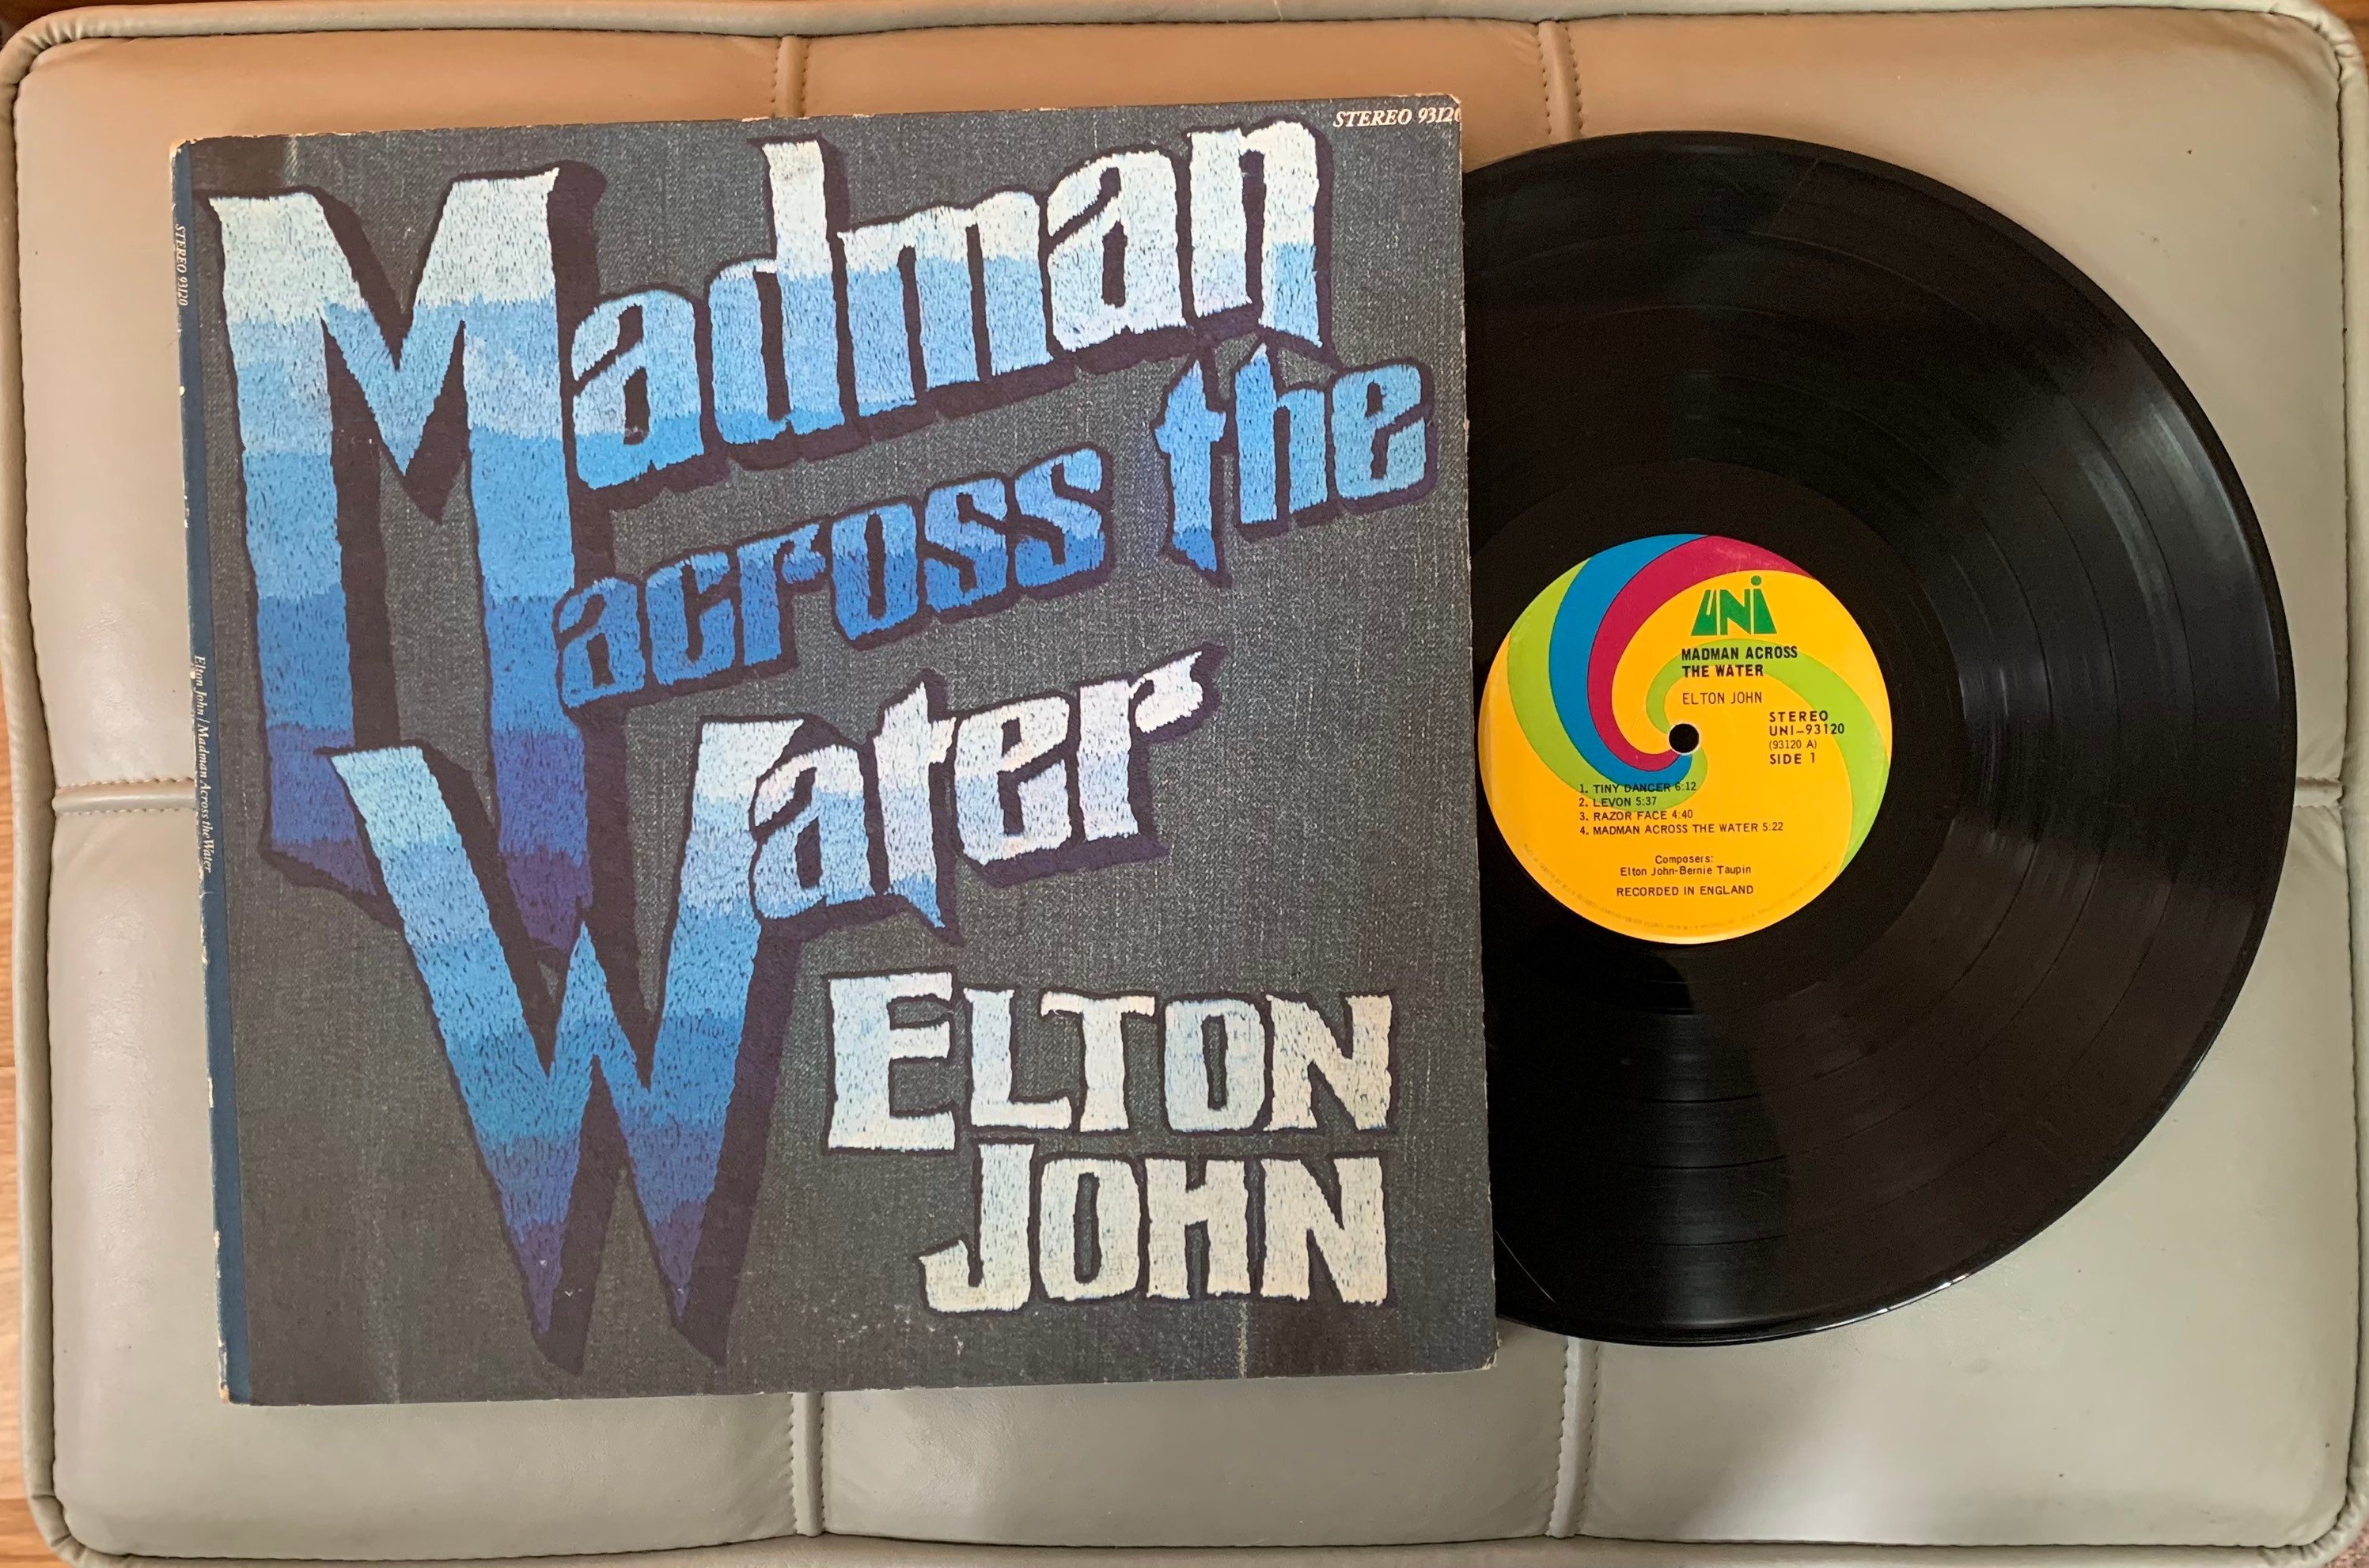 STEREO 93120
Madman
across the
Water
ELTON
JOHN
STEREO 93120
Elton John / Madman Across the Water
UNI
MADMAN ACROSS
THE WATER
ELTON JOHN
STEREO
UNI-93120
(93120 A)
SIDE 1
1. TINY DANCER 6:12
2. LEVON 5:37
3. RAZOR FACE 4:40
4. MADMAN ACROSS THE WATER 5:22
Composers:
Elton John-Bernie Taupin
RECORDED IN ENGLAND